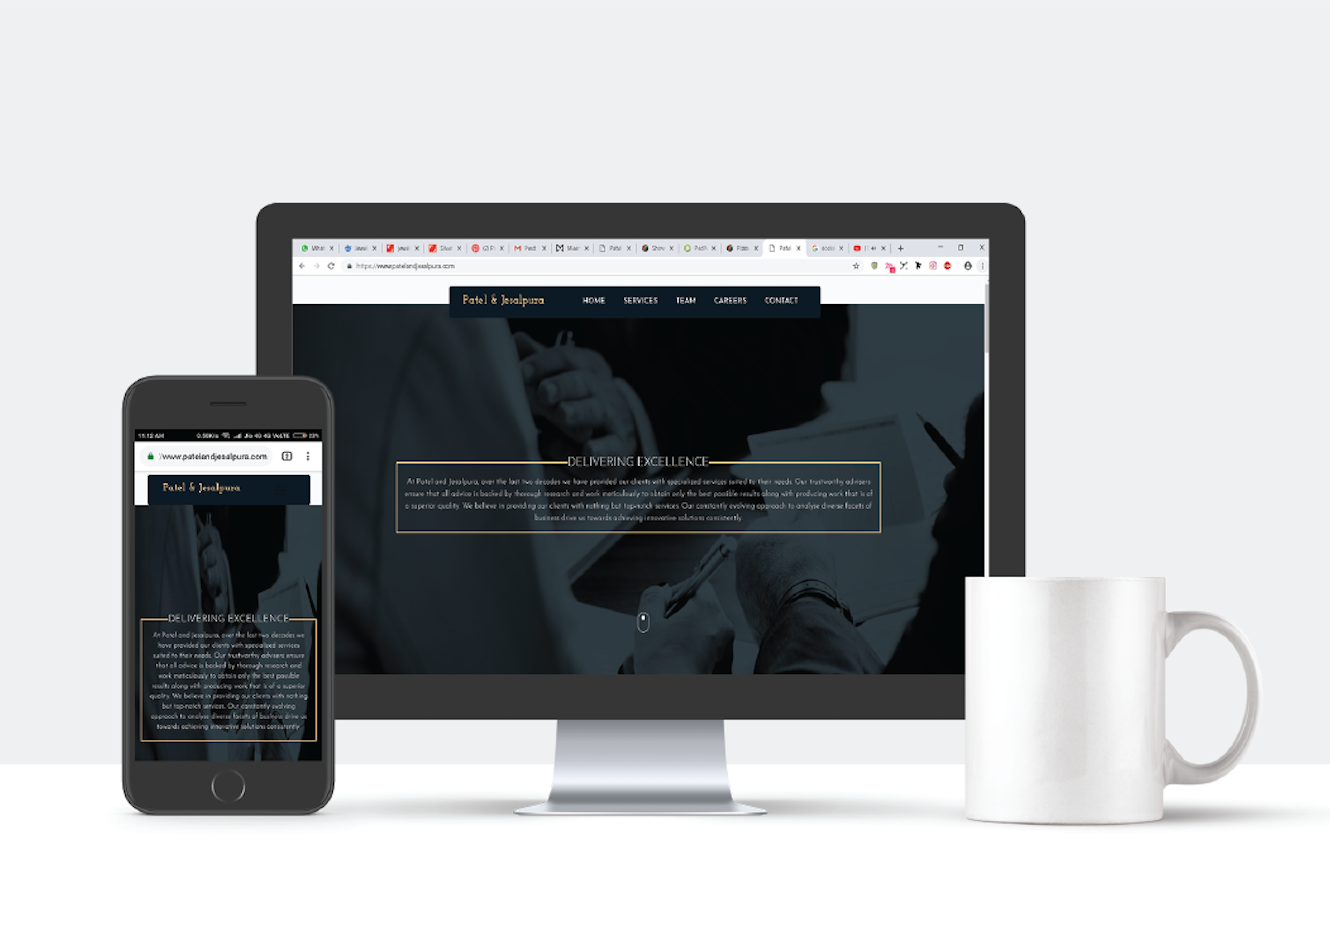 https://www.patelandjesalpura.com
Patel & Jesalpura HOME SERVICES TEAM CAREERS CONTACT
DELIVERING EXCELLENCE
At Patel and Jesalpura, over the last two decades we have provided our clients with specialized services suited to their needs. Our trustworthy advisers
ensure that all advice is backed by thorough research and work meticulously to obtain only the best possible results along with producing work that is of
a superior quality. We believe in providing our clients with nothing but top-notch services. Our constantly evolving approach to analyse diverse facets of
business drive us towards achieving innovative solutions consistently.
11:12 AM Jio 4G 4G VoLTE
www.patelandjesalpura.com
Patel & Jesalpura
DELIVERING EXCELLENCE
At Patel and Jesalpura, over the last two decades we
have provided our clients with specialized services
suited to their needs. Our trustworthy advisers ensure
that all advice is backed by thorough research and
work meticulously to obtain only the best possible
results along with producing work that is of a superior
quality. We believe in providing our clients with nothing
but top-notch services. Our constantly evolving
approach to analyse diverse facets of business drive us
towards achieving innovative solutions consistently.